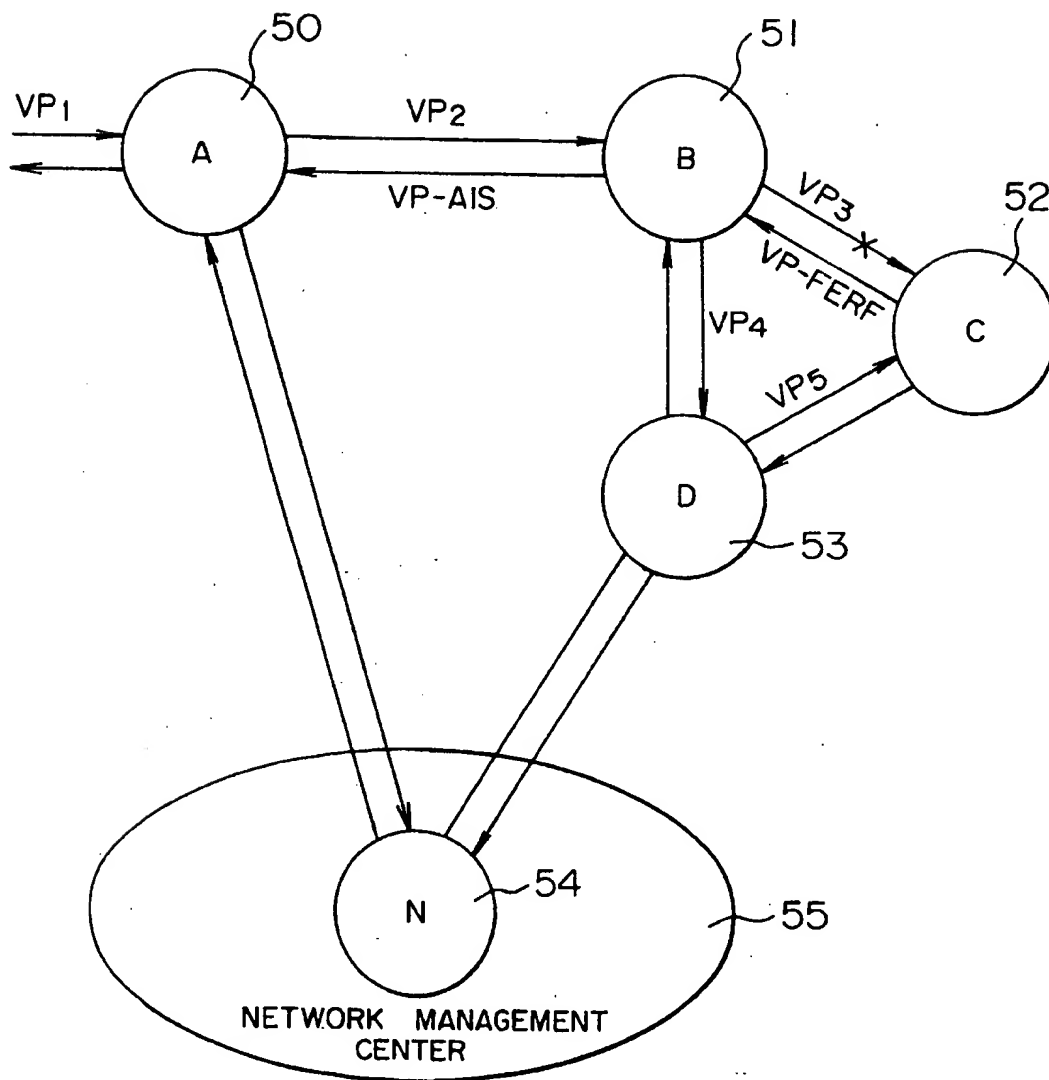 50
51
VP1
VP2
A
B
VP-AIS
VP3
52
VP-FERF
C
VP4
VP5
D
53
54
N
55
NETWORK MANAGEMENT
CENTER